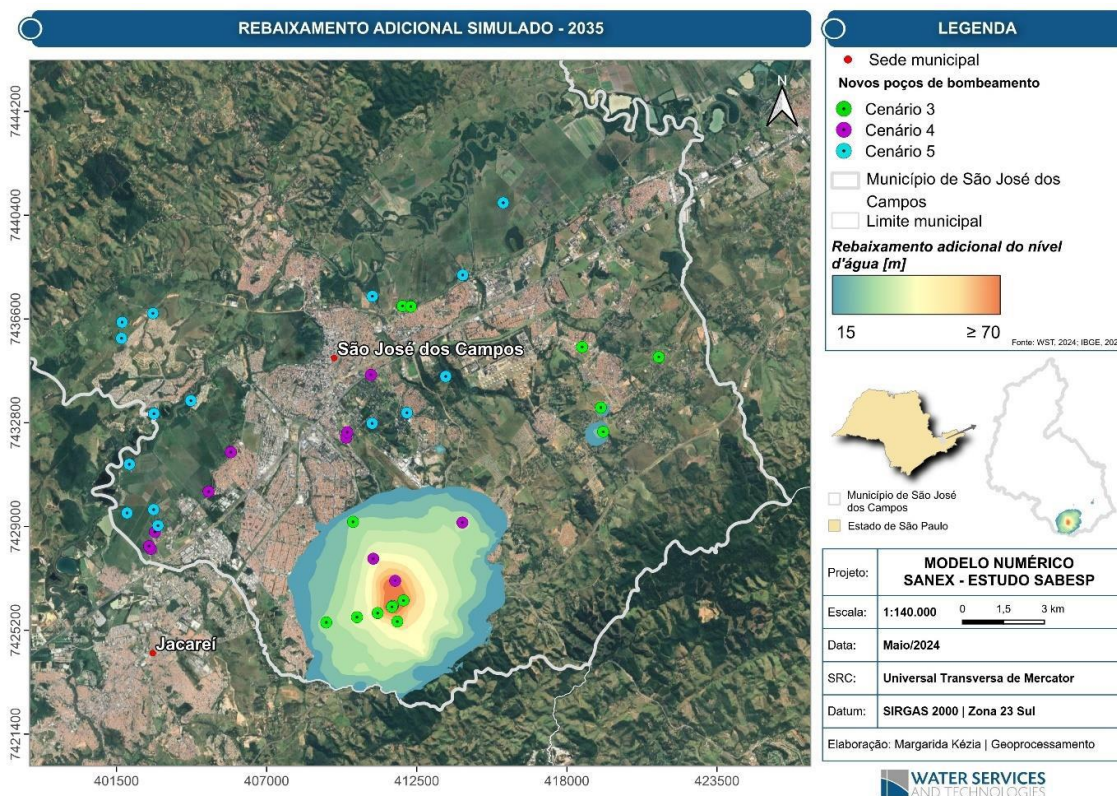 REBAIXAMENTO ADICIONAL SIMULADO - 2035
7444200
7440400
7436600
7432800
7429000
7425200
7421400
401500
407000
412500
418000
423500
N
São José dos Campos
Jacareí
LEGENDA
Sede municipal
Novos poços de bombeamento
Cenário 3
Cenário 4
Cenário 5
Município de São José dos
Campos
Limite municipal
Rebaixamento adicional do nível
d'água [m]
15
≥ 70
Fonte: WST, 2024; IBGE, 202
Município de São José dos
Campos
Estado de São Paulo
Projeto:
MODELO NUMÉRICO
SANEX - ESTUDO SABESP
Escala:
1:140.000
0 1,5 3 km
Data:
Maio/2024
SRC:
Universal Transversa de Mercator
Datum:
SIRGAS 2000 | Zona 23 Sul
Elaboração: Margarida Kézia | Geoprocessamento
WATER SERVICES
AND TECHNOLOGIES